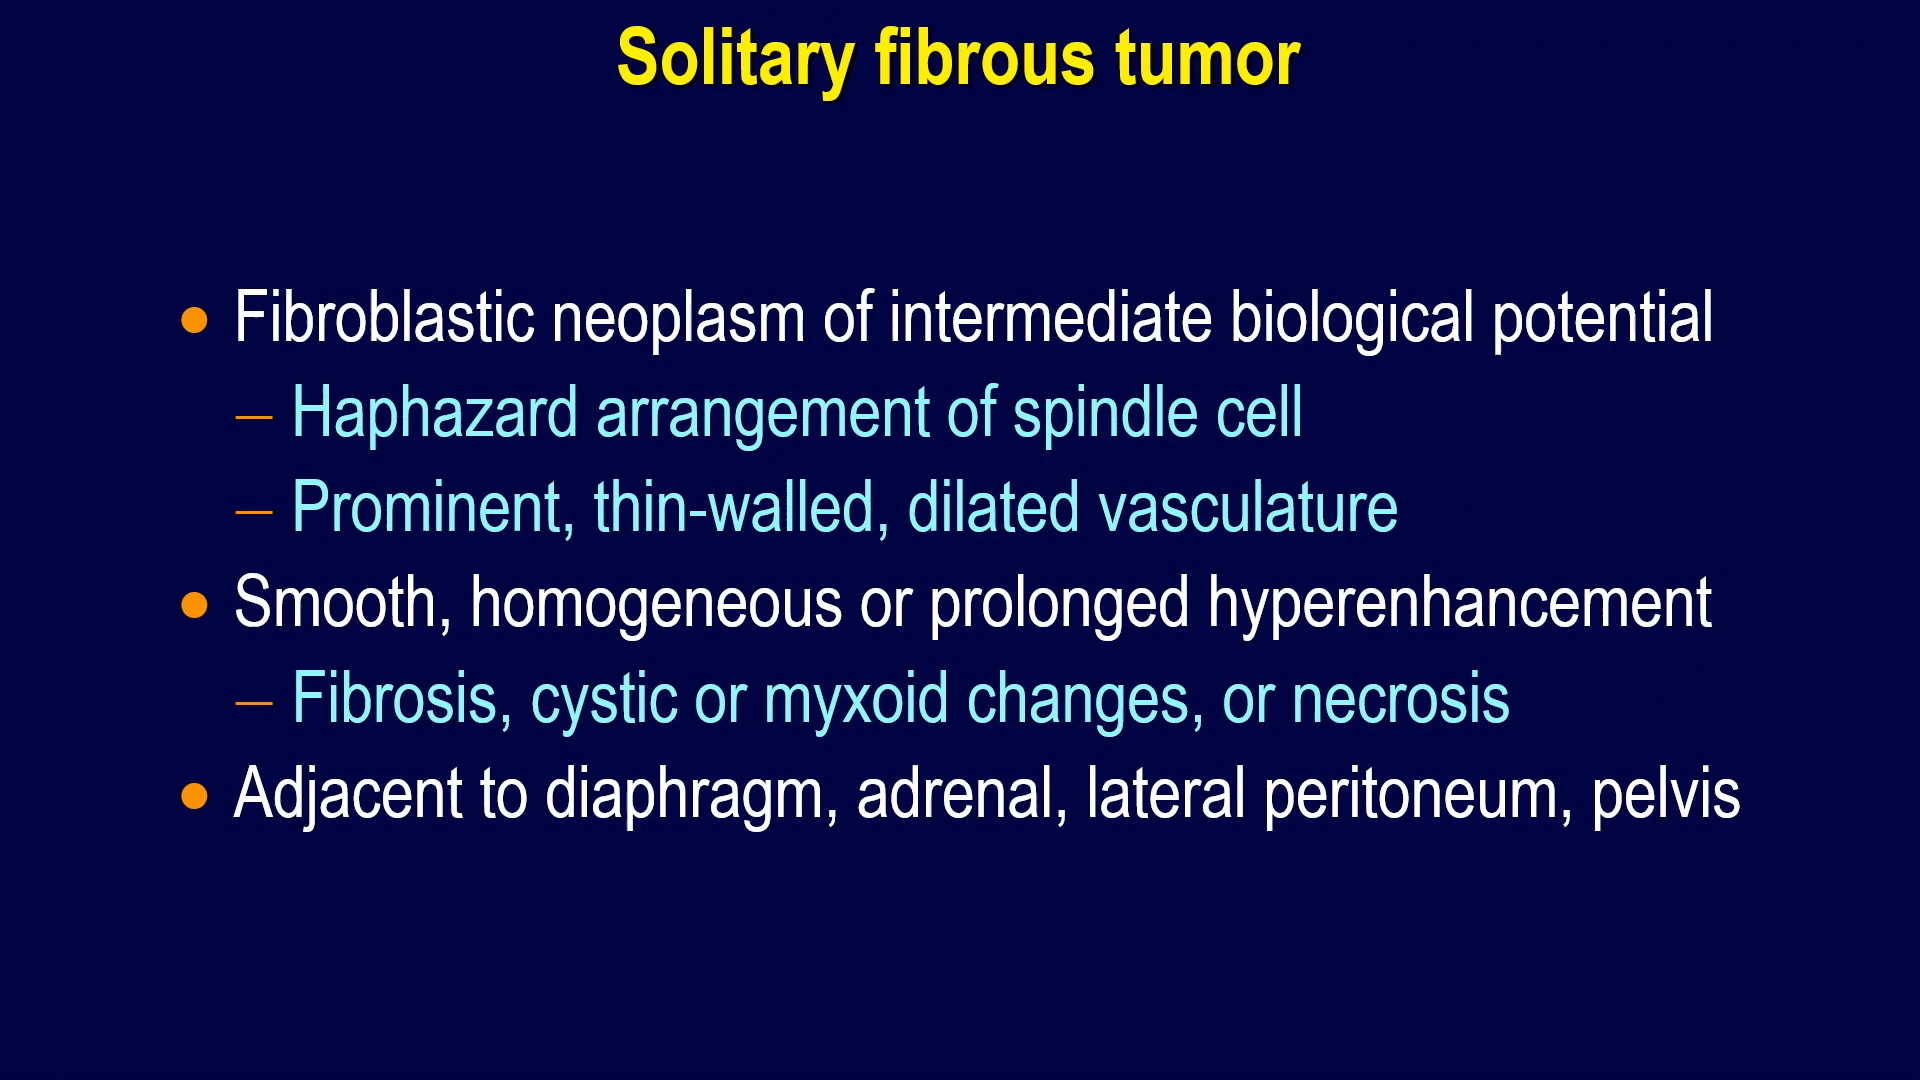 Solitary fibrous tumor
• Fibroblastic neoplasm of intermediate biological potential
– Haphazard arrangement of spindle cell
– Prominent, thin-walled, dilated vasculature
• Smooth, homogeneous or prolonged hyperenhancement
– Fibrosis, cystic or myxoid changes, or necrosis
• Adjacent to diaphragm, adrenal, lateral peritoneum, pelvis